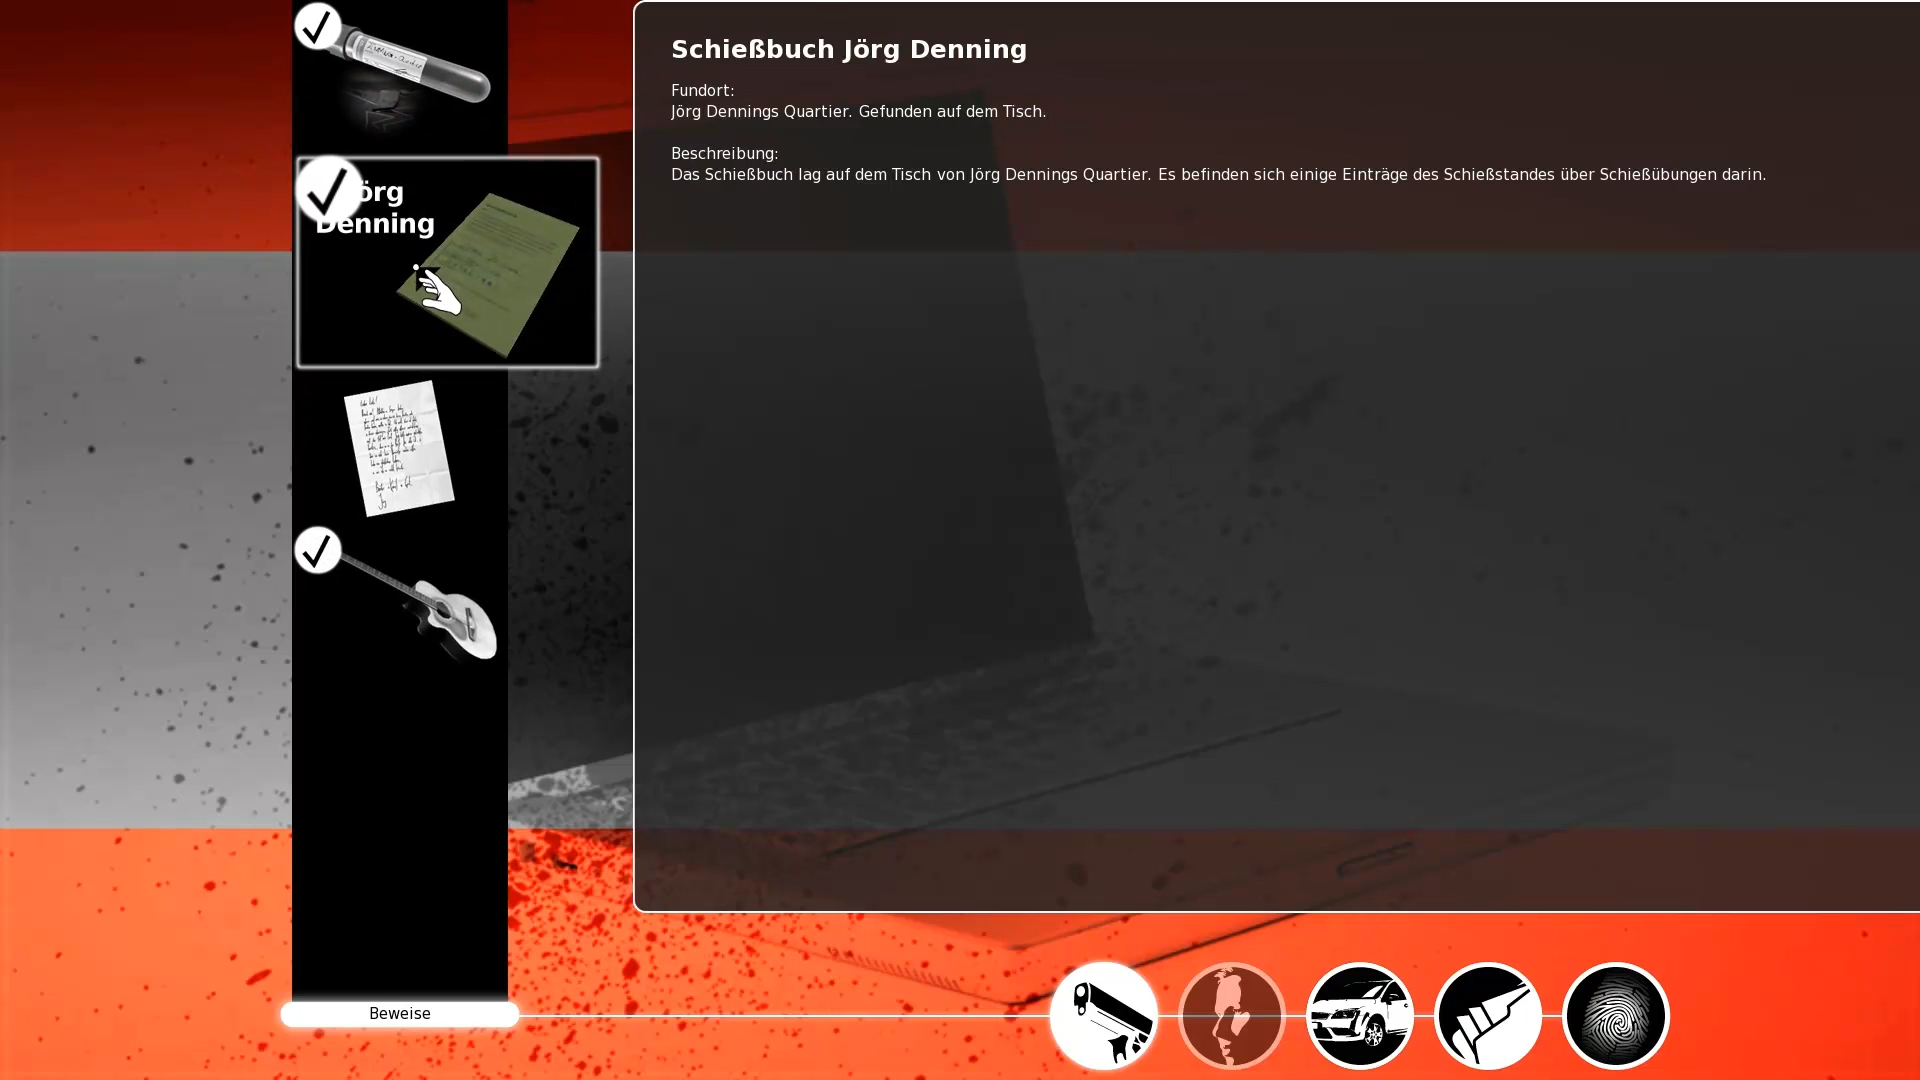 Schießbuch Jörg Denning
Fundort:
Jörg Dennings Quartier. Gefunden auf dem Tisch.
Beschreibung:
Das Schießbuch lag auf dem Tisch von Jörg Dennings Quartier. Es befinden sich einige Einträge des Schießstandes über Schießübungen darin.
örg
Denning
Beweise